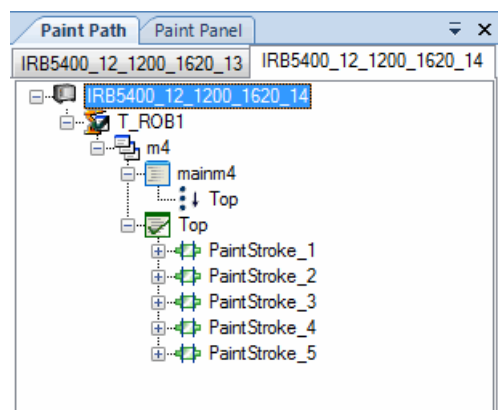 Paint Path Paint Panel
IRB5400_12_1200_1620_13 IRB5400_12_1200_1620_14
IRB5400_12_1200_1620_14
T_ROB1
m4
mainm4
Top
Top
PaintStroke_1
PaintStroke_2
PaintStroke_3
PaintStroke_4
PaintStroke_5